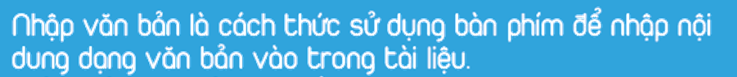 Nhập văn bản là cách thức sử dụng bàn phím để nhập nội
dung dạng văn bản vào trong tài liệu.